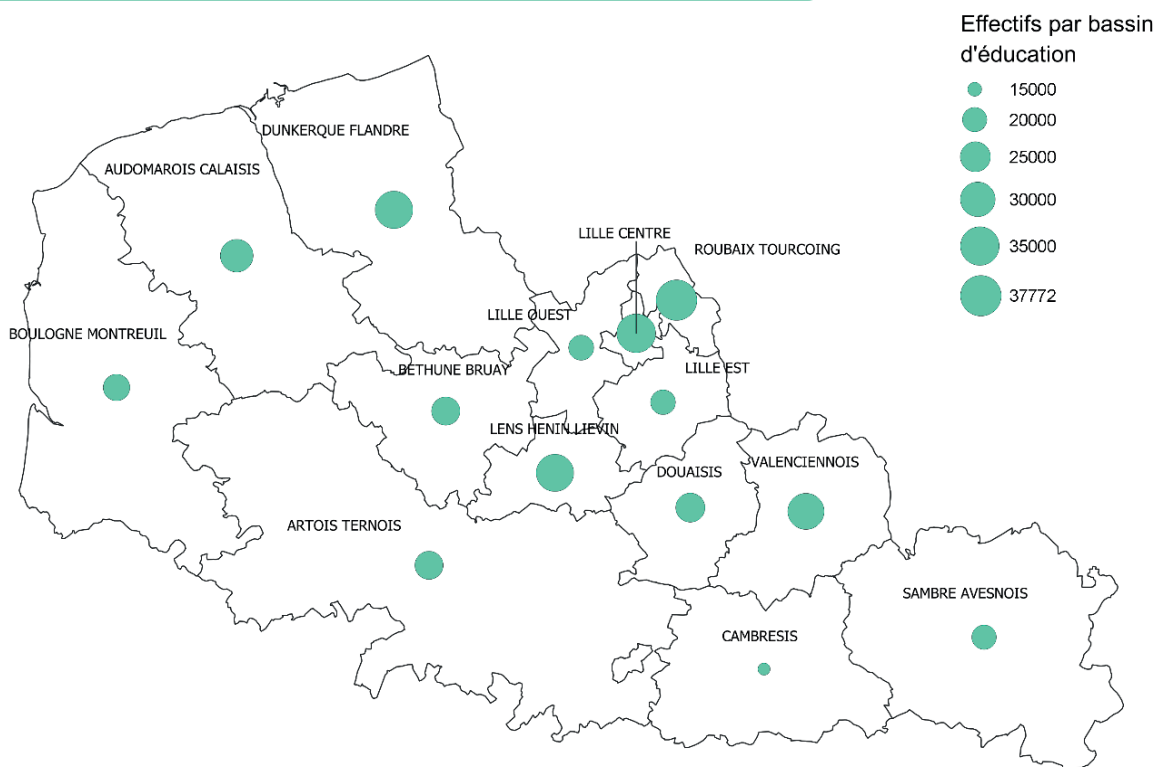 Effectifs par bassin
d'éducation
15000
20000
25000
30000
35000
37772
DUNKERQUE FLANDRE
AUDOMAROIS CALAISIS
LILLE CENTRE
ROUBAIX TOURCOING
LILLE OUEST
BOULOGNE MONTREUIL
BETHUNE BRUAY
LILLE EST
LENS HENIN LIEVIN
VALENCIENNOIS
DOUAISIS
ARTOIS TERNOIS
SAMBRE AVESNOIS
CAMBRESIS